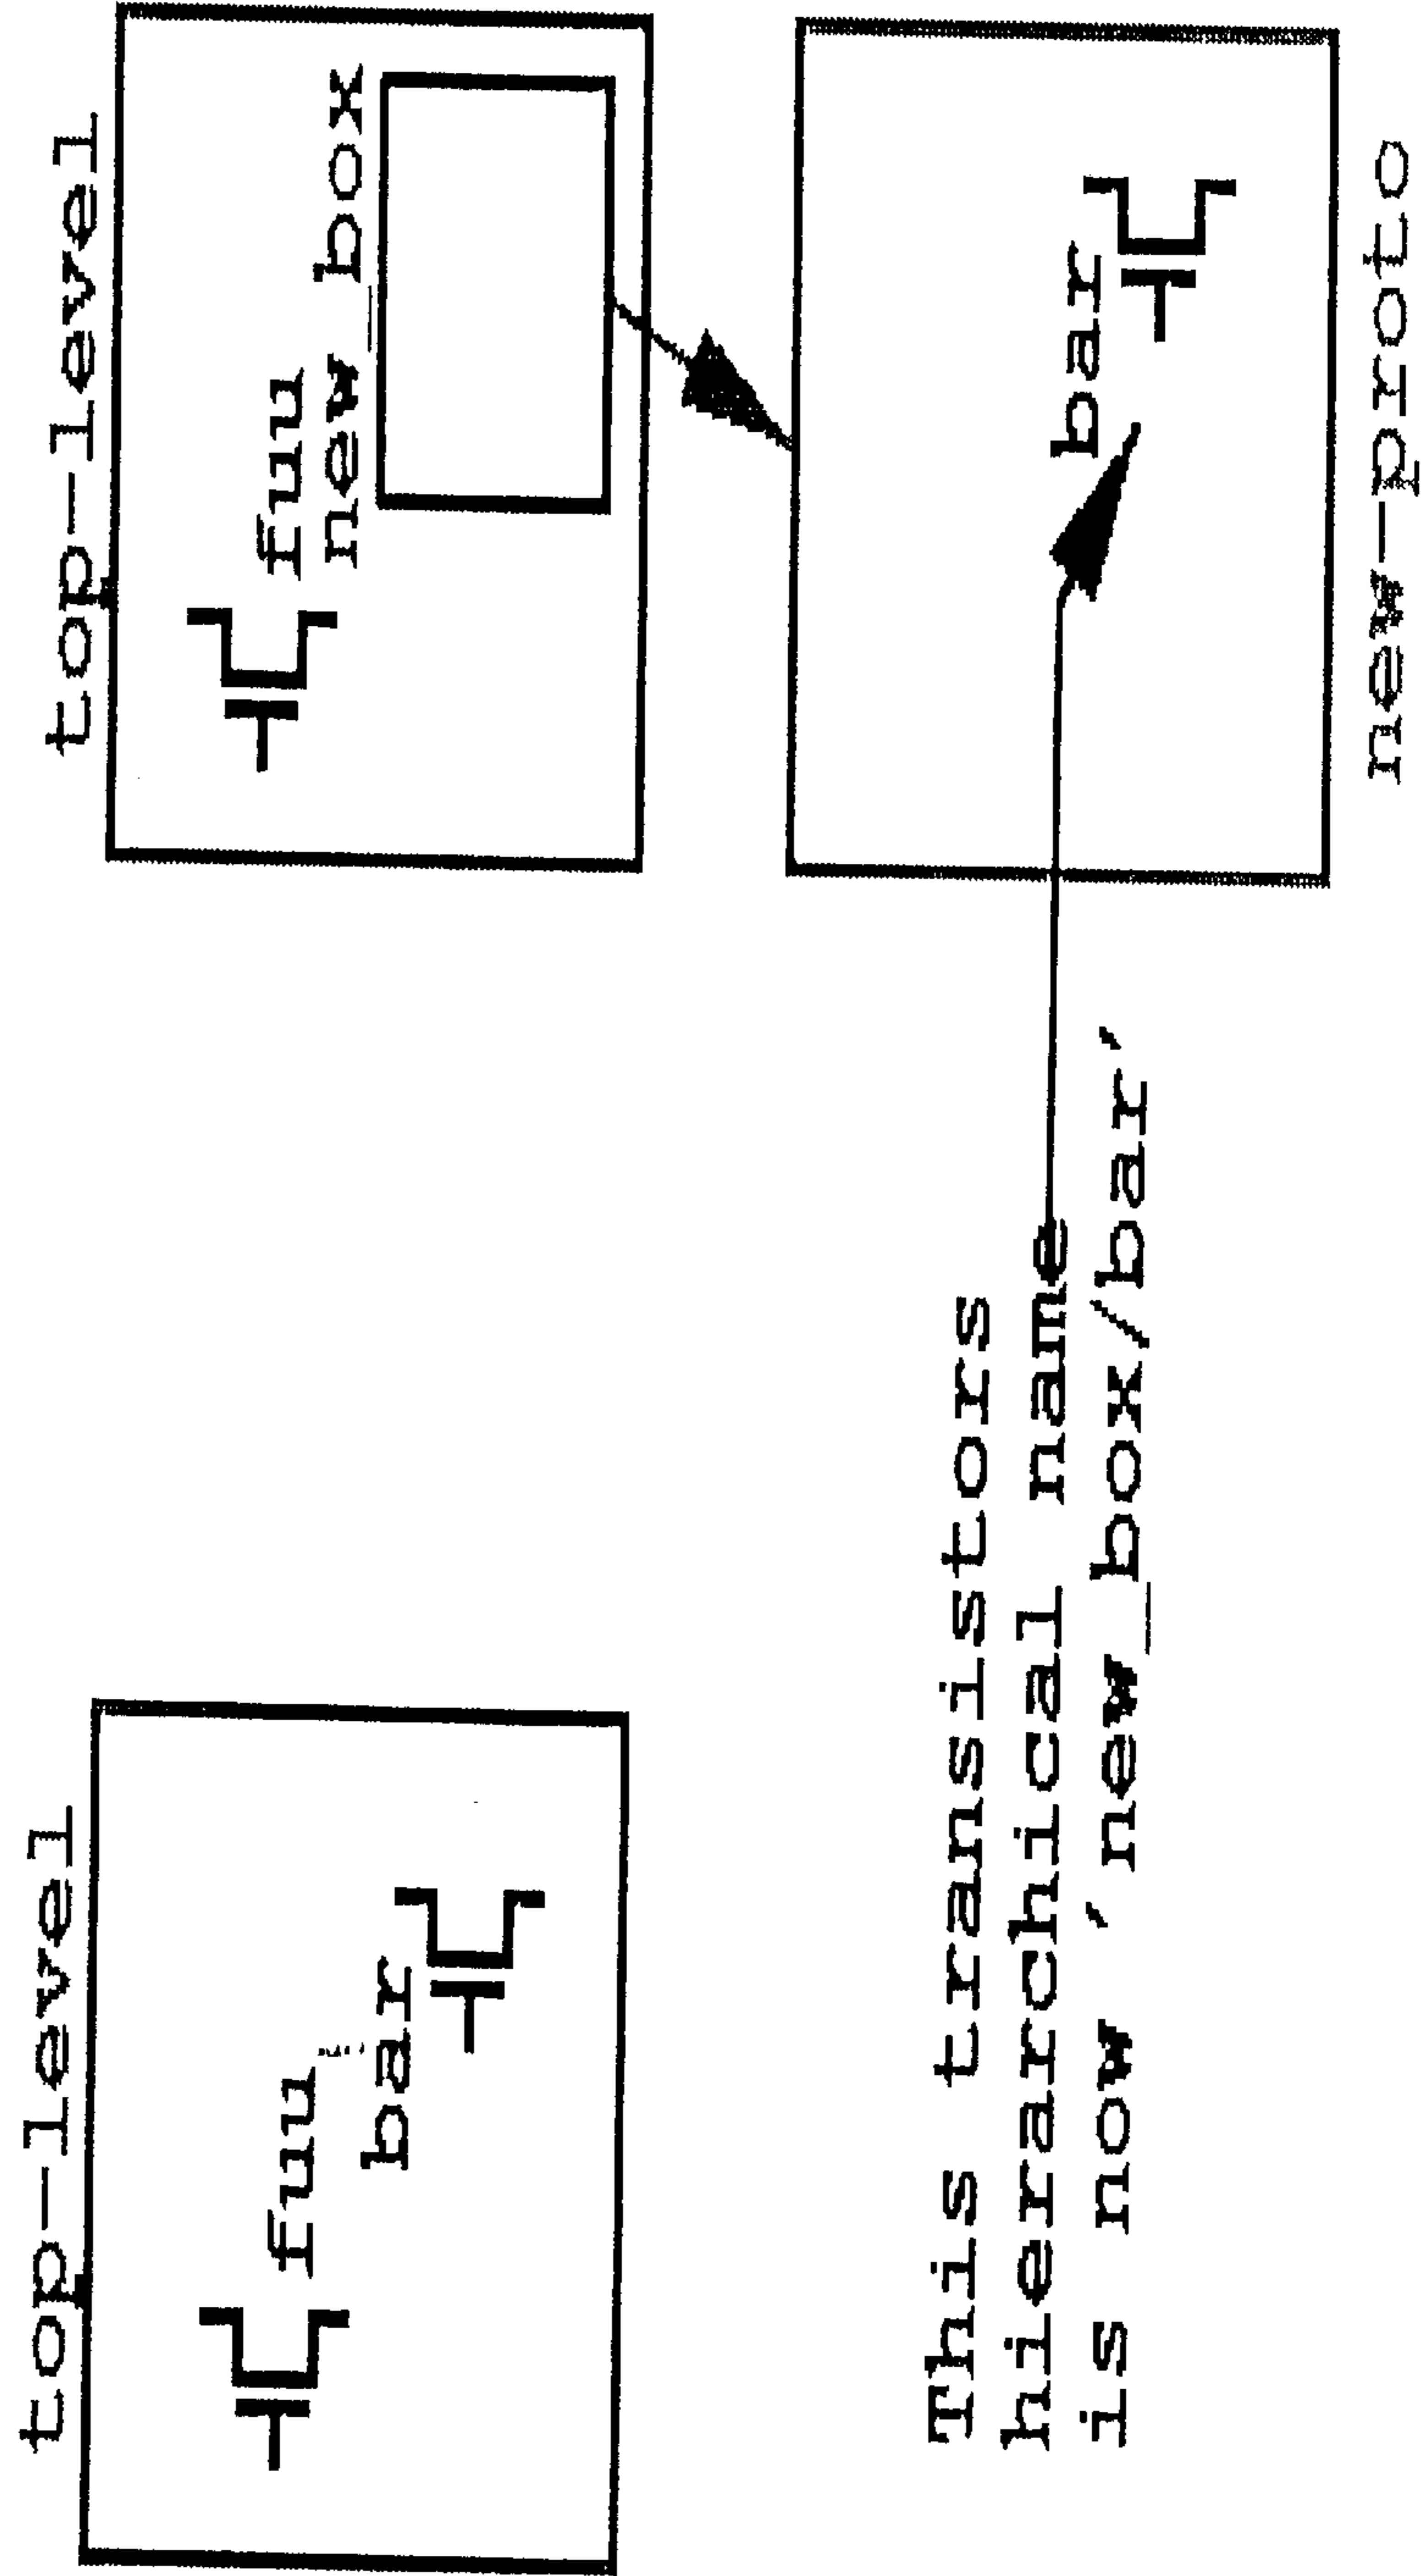 top-level
fuu
bar
top-level
fuu
new_box
This transistors
hierarchical name
is now 'new_box/bar'
bar
new-proto